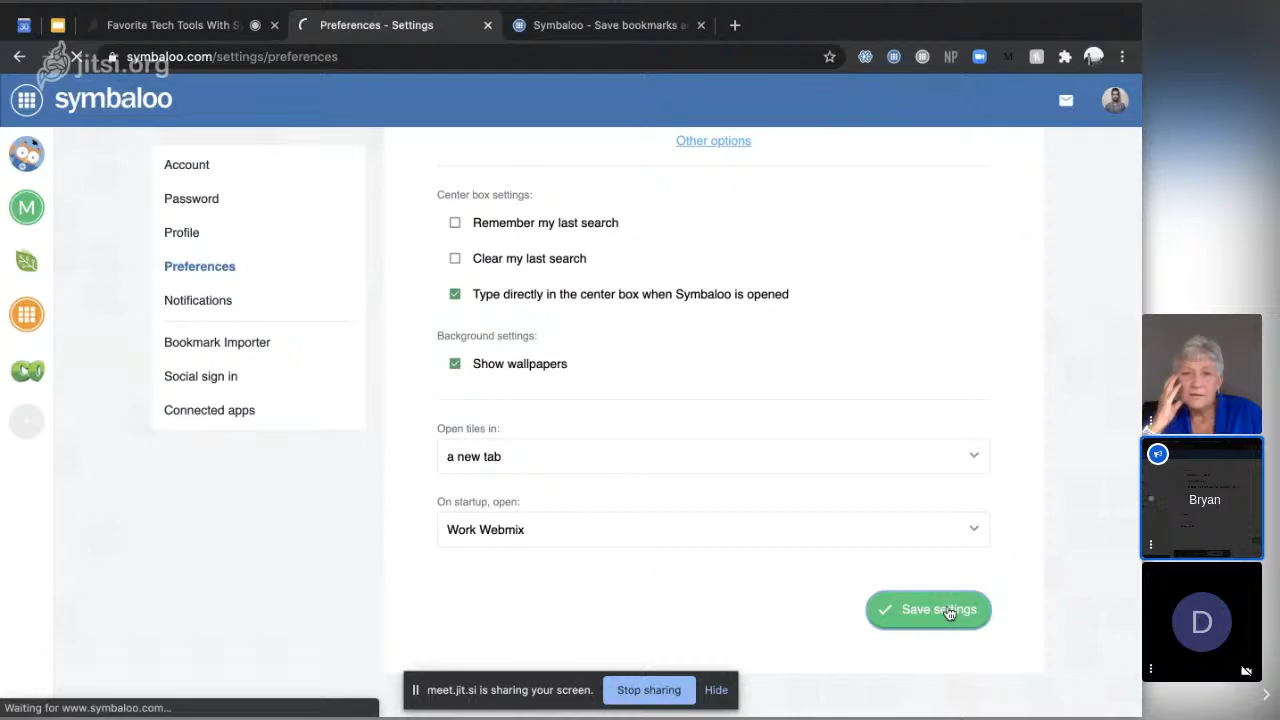 Favorite Tech Tools With S
Preferences - Settings
Symbaloo - Save bookmarks
symbaloo.com/settings/preferences
NP
M
jitsi.org
symbaloo
Other options
Account
Password
Profile
Preferences
Notifications
Bookmark Importer
Social sign in
Connected apps
M
Center box settings:
Remember my last search
Clear my last search
Type directly in the center box when Symbaloo is opened
Background settings:
Show wallpapers
Open tiles in:
a new tab
On startup, open:
Work Webmix
Save settings
Bryan
D
meet.jit.si is sharing your screen.
Stop sharing
Hide
Waiting for www.symbaloo.com...